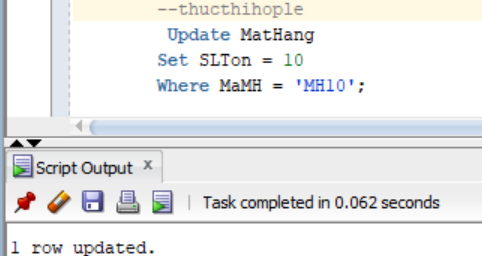 --thucthihople
Update MatHang
Set SLTon = 10
Where MaMH = 'MH10';
Script Output x
Task completed in 0.062 seconds
1 row updated.